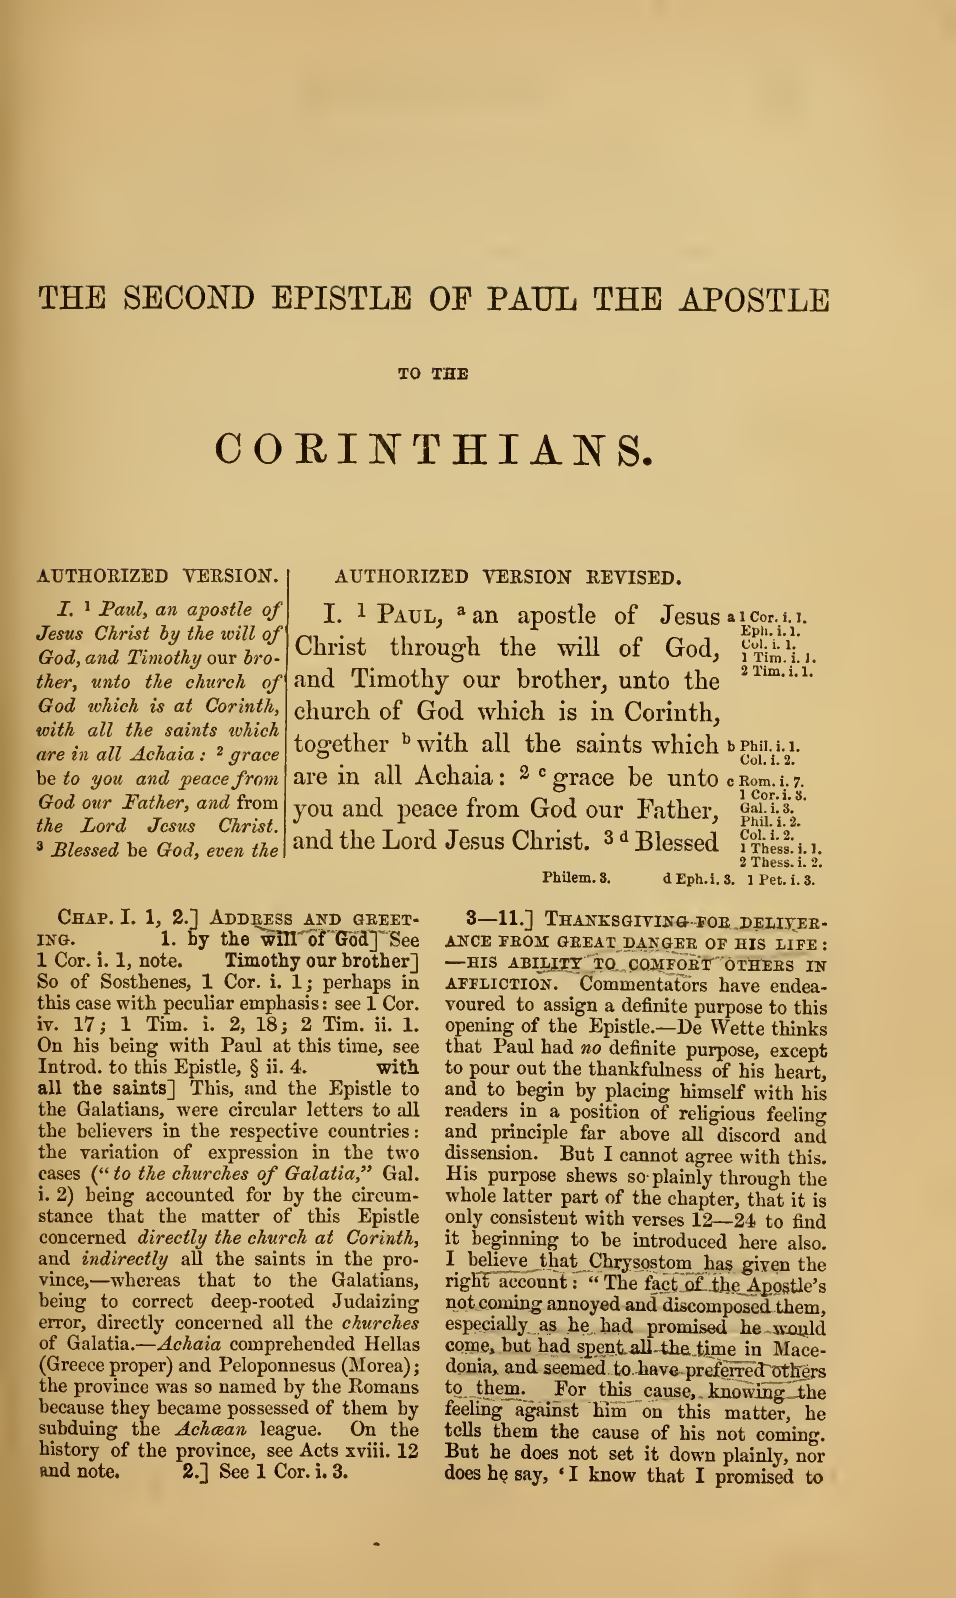 THE SECOND EPISTLE OF PAUL THE APOSTLE
TO THE
CORINTHIANS.
AUTHORIZED VERSION.
I. 1 Paul, an apostle of
Jesus Christ by the will of
God, and Timothy our bro-
ther, unto the church of
God which is at Corinth,
with all the saints which
are in all Achaia : 2 grace
be to you and peace from
God our Father, and from
the Lord Jesus Christ.
3 Blessed be God, even the
AUTHORIZED VERSION REVISED.
I. 1 PAUL, a an apostle of Jesus
Christ through the will of God,
and Timothy our brother, unto the
church of God which is in Corinth,
together b with all the saints which
are in all Achaia: 2 c grace be unto
you and peace from God our Father,
and the Lord Jesus Christ. 3 d Blessed
a 1 Cor. i. 1.
Eph. i. 1.
Col. i. 1.
1 Tim. i. 1.
2 Tim. i. 1.
b Phil. i. 1.
Col. i. 2.
c Rom. i. 7.
1 Cor. i. 3.
Gal. i. 3.
Phil. i. 2.
Col. i. 2.
1 Thess. i. 1.
2 Thess. i. 2.
Philem. 3. d Eph. i. 3. 1 Pet. i. 3.
CHAP. I. 1, 2.] ADDRESS AND GREET-
ING. 1. by the will of God] See
1 Cor. i. 1, note. Timothy our brother]
So of Sosthenes, 1 Cor. i. 1; perhaps in
this case with peculiar emphasis: see 1 Cor.
iv. 17; 1 Tim. i. 2, 18; 2 Tim. ii. 1.
On his being with Paul at this time, see
Introd. to this Epistle, § ii. 4. with
all the saints] This, and the Epistle to
the Galatians, were circular letters to all
the believers in the respective countries:
the variation of expression in the two
cases (“to the churches of Galatia,” Gal.
i. 2) being accounted for by the circum-
stance that the matter of this Epistle
concerned directly the church at Corinth,
and indirectly all the saints in the pro-
vince,—whereas that to the Galatians,
being to correct deep-rooted Judaizing
error, directly concerned all the churches
of Galatia.—Achaia comprehended Hellas
(Greece proper) and Peloponnesus (Morea);
the province was so named by the Romans
because they became possessed of them by
subduing the Achæan league. On the
history of the province, see Acts xviii. 12
and note. 2.] See 1 Cor. i. 3.
3—11.] THANKSGIVING FOR DELIVER-
ANCE FROM GREAT DANGER OF HIS LIFE:
—HIS ABILITY TO COMFORT OTHERS IN
AFFLICTION. Commentators have endea-
voured to assign a definite purpose to this
opening of the Epistle.—De Wette thinks
that Paul had no definite purpose, except
to pour out the thankfulness of his heart,
and to begin by placing himself with his
readers in a position of religious feeling
and principle far above all discord and
dissension. But I cannot agree with this.
His purpose shews so plainly through the
whole latter part of the chapter, that it is
only consistent with verses 12—24 to find
it beginning to be introduced here also.
I believe that Chrysostom has given the
right account: “The fact of the Apostle's
not coming annoyed and discomposed them,
especially as he had promised he would
come, but had spent all the time in Mace-
donia, and seemed to have preferred others
to them. For this cause, knowing the
feeling against him on this matter, he
tells them the cause of his not coming.
But he does not set it down plainly, nor
does he say, ‘I know that I promised to